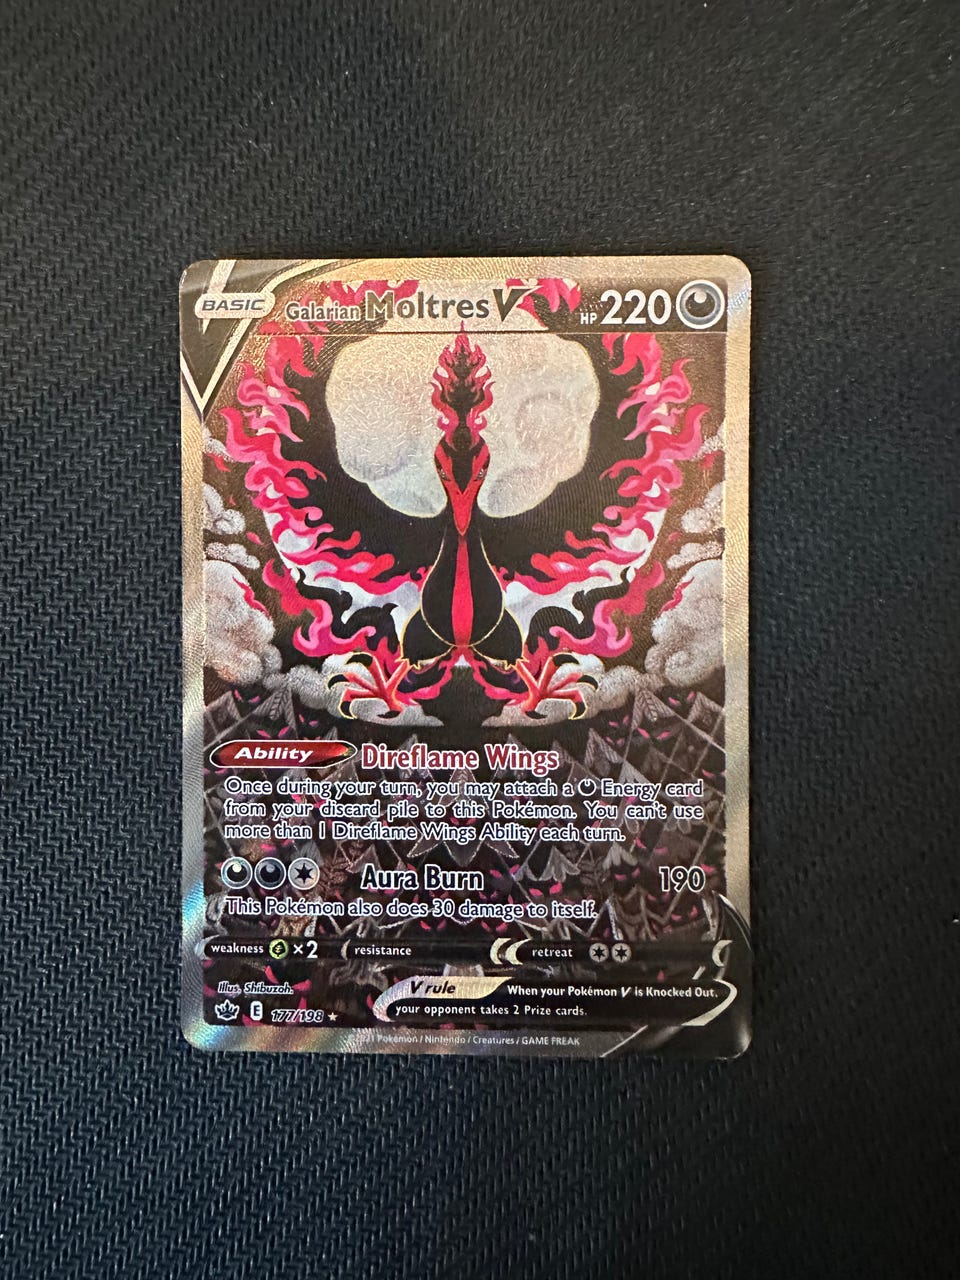 BASIC Galarian Moltres V HP 220
Ability Direflame Wings
Once during your turn, you may attach a Energy card
from your discard pile to this Pokémon. You can't use
more than 1 Direflame Wings Ability each turn.
Aura Burn 190
This Pokémon also does 30 damage to itself.
weakness ×2 resistance retreat
Illus. Shibuzoh.
V rule When your Pokémon V is Knocked Out,
E 177/198
your opponent takes 2 Prize cards.
©2021 Pokémon / Nintendo / Creatures / GAME FREAK